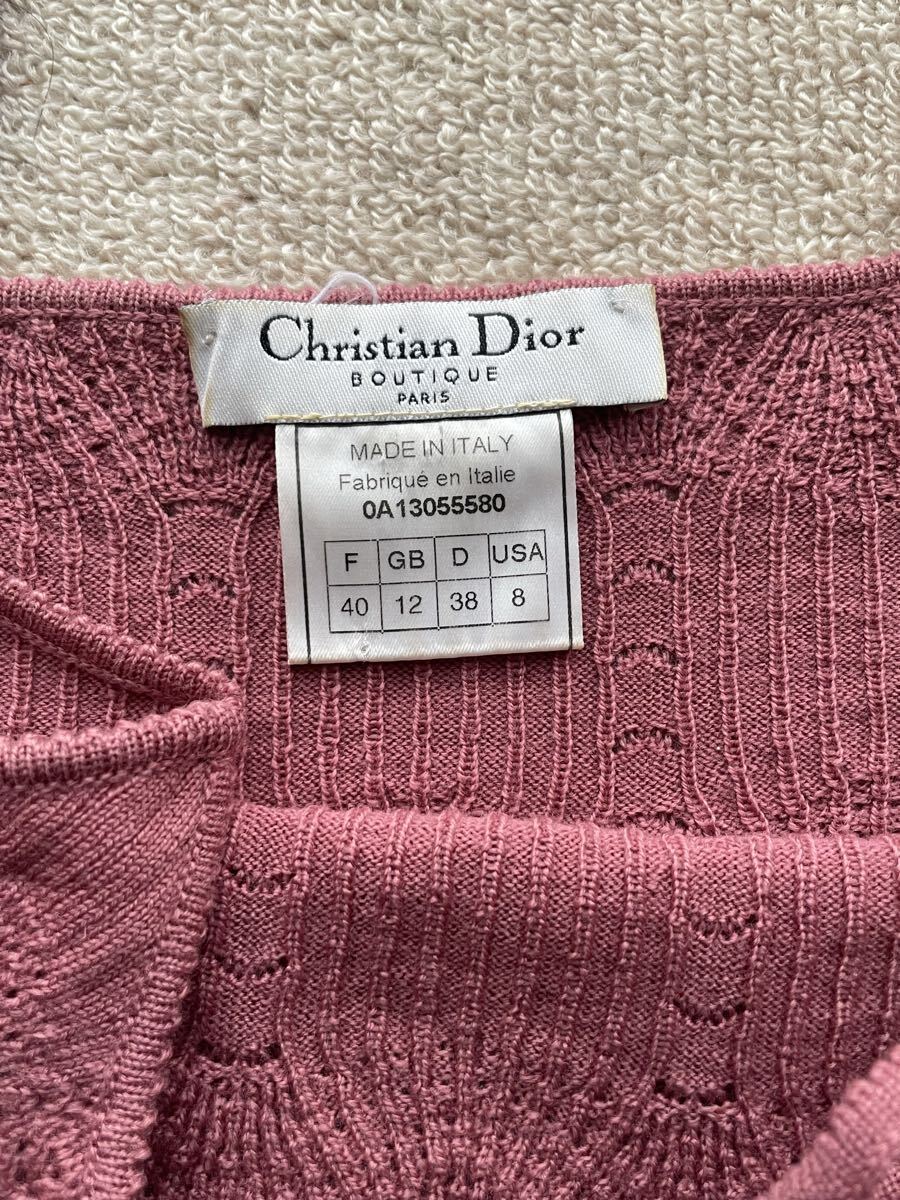 Christian Dior
BOUTIQUE
PARIS
MADE IN ITALY
Fabriqué en Italie
0A13055580
F GB D USA
40 12 38 8